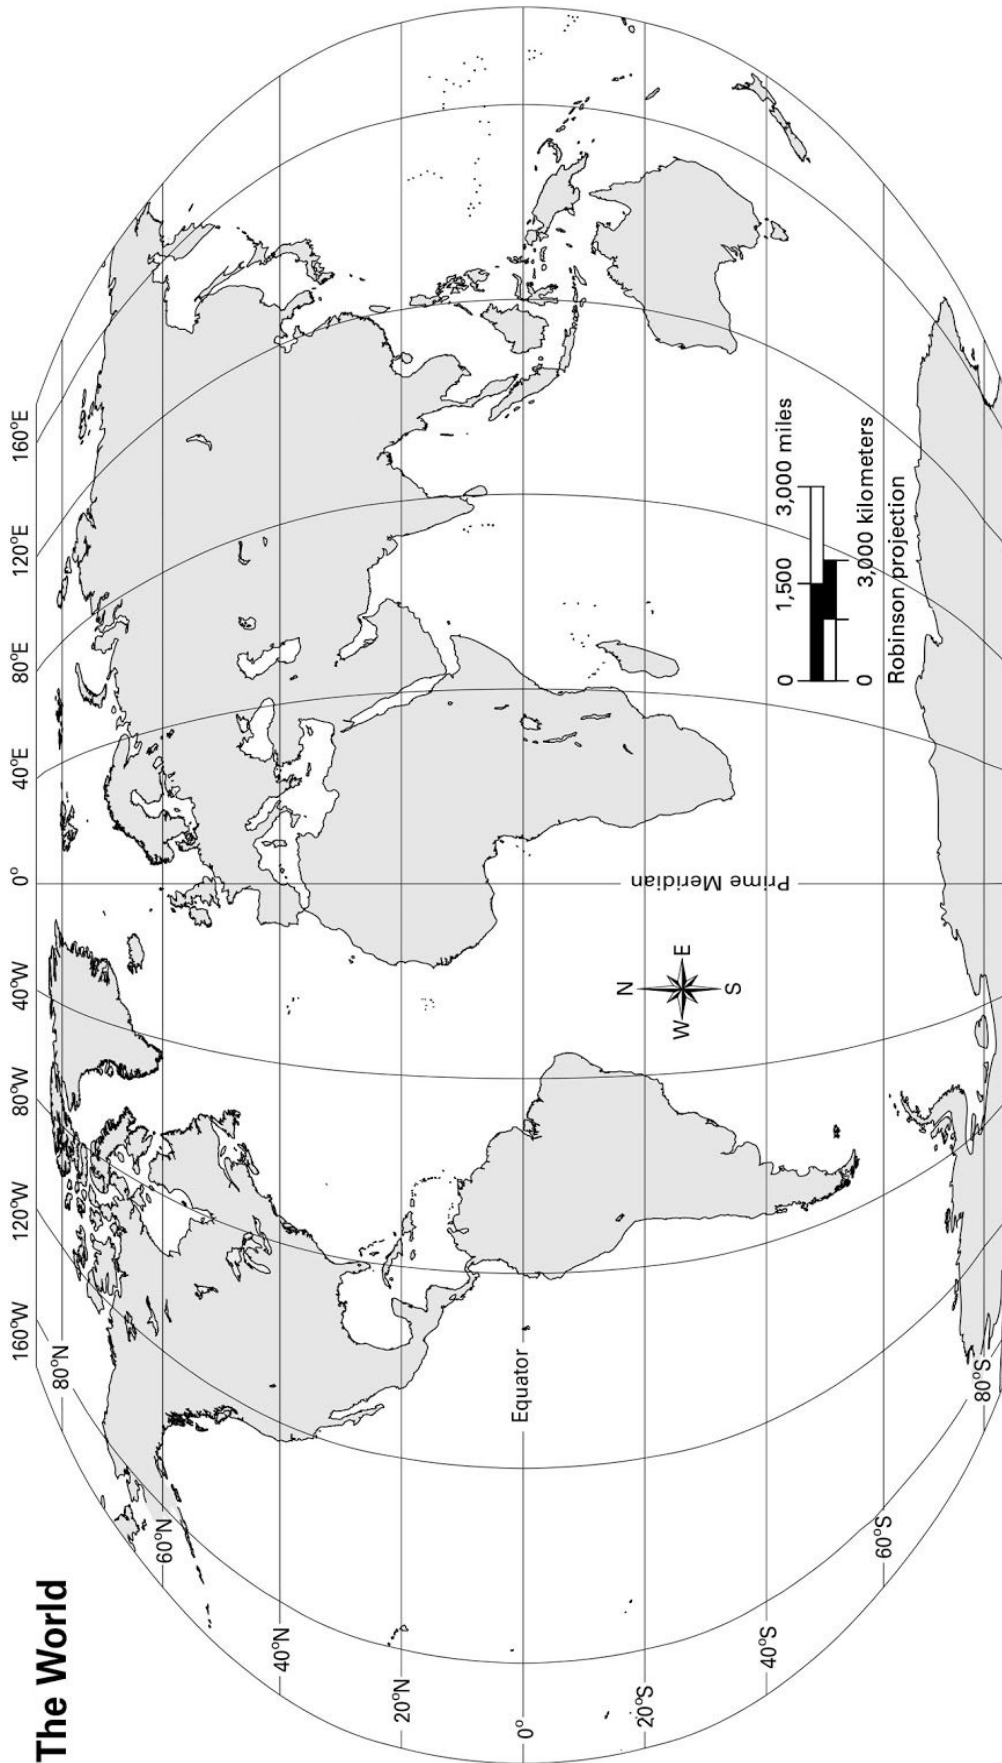 The World
160°W
120°W
80°W
40°W
0°
40°E
80°E
120°E
160°E
80°N
60°N
40°N
20°N
Equator
0°
20°S
40°S
60°S
80°S
Prime Meridian
N
W
E
S
0
1,500
3,000 miles
0
3,000 kilometers
Robinson projection